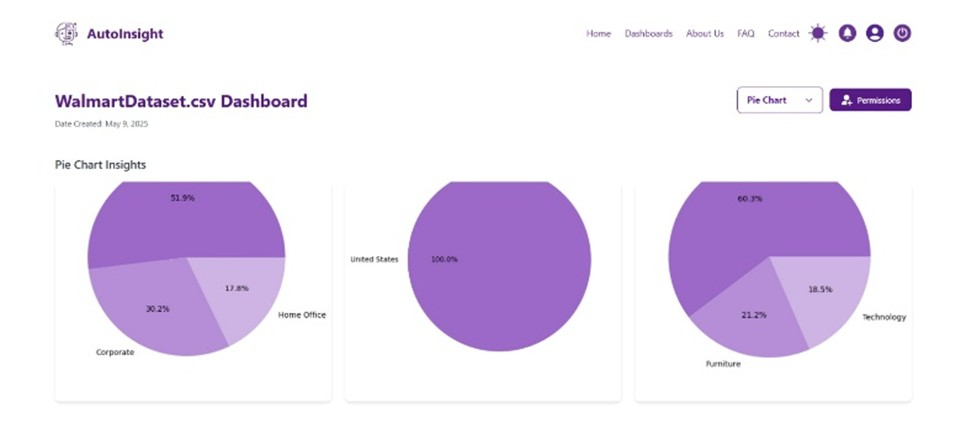 AutoInsight
Home Dashboards About Us FAQ Contact
WalmartDataset.csv Dashboard
Pie Chart
Permissions
Date Created: May 9, 2025
Pie Chart Insights
51.9%
17.8%
30.2%
Home Office
Corporate
United States
100.0%
60.3%
18.5%
21.2%
Technology
Furniture